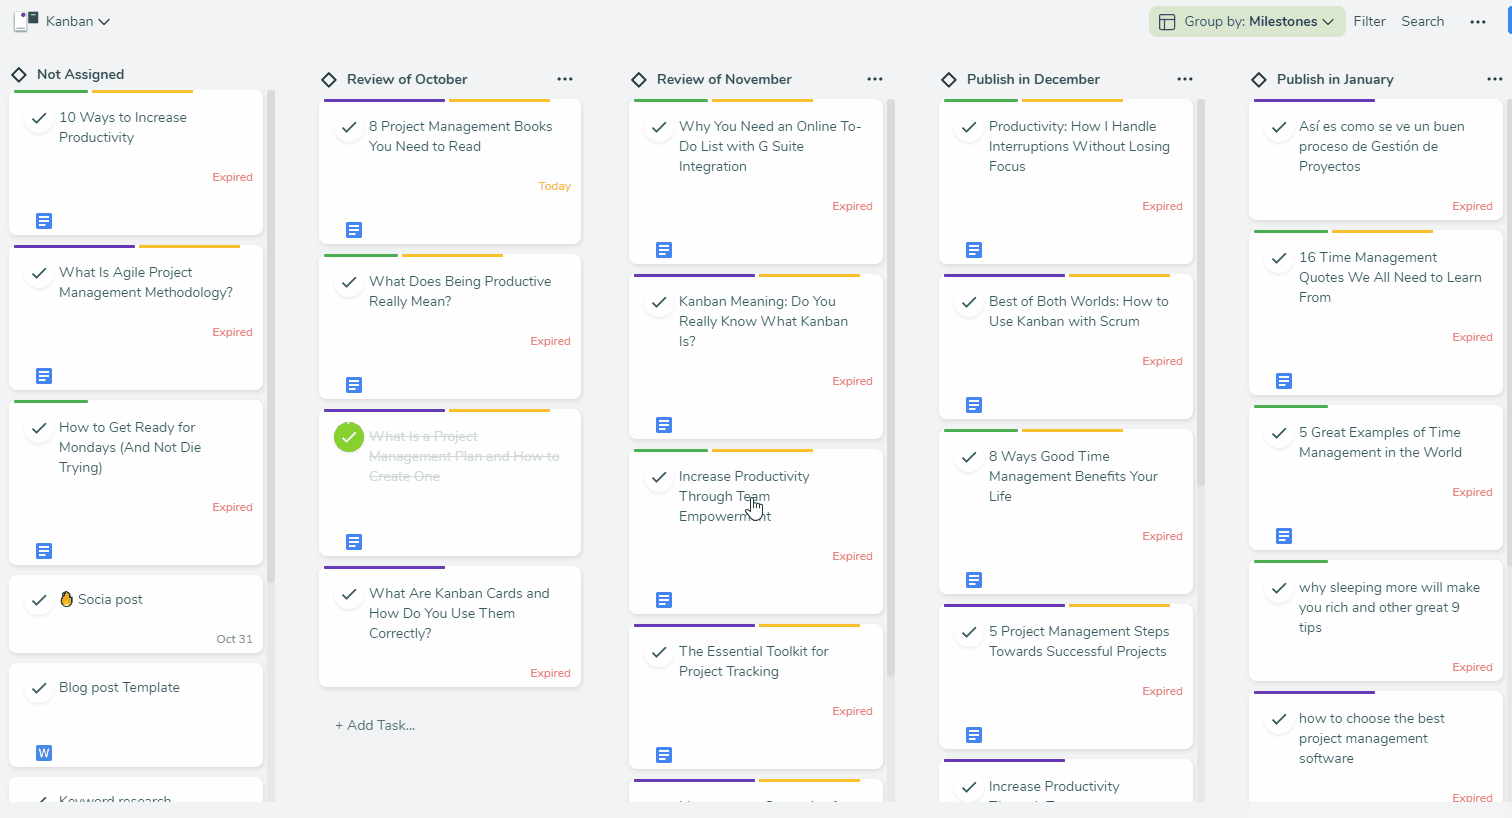 Kanban
Group by: Milestones
Filter
Search
Not Assigned
10 Ways to Increase
Productivity
Expired
What Is Agile Project
Management Methodology?
Expired
How to Get Ready for
Mondays (And Not Die
Trying)
Expired
Socia post
Oct 31
Blog post Template
W
Keyword research
Review of October
8 Project Management Books
You Need to Read
Today
What Does Being Productive
Really Mean?
Expired
What Is a Project
Management Plan and How to
Create One
What Are Kanban Cards and
How Do You Use Them
Correctly?
Expired
+ Add Task...
Review of November
Why You Need an Online To-
Do List with G Suite
Integration
Expired
Kanban Meaning: Do You
Really Know What Kanban
Is?
Expired
Increase Productivity
Through Team
Empowerment
Expired
The Essential Toolkit for
Project Tracking
Expired
Publish in December
Productivity: How I Handle
Interruptions Without Losing
Focus
Expired
Best of Both Worlds: How to
Use Kanban with Scrum
Expired
8 Ways Good Time
Management Benefits Your
Life
Expired
5 Project Management Steps
Towards Successful Projects
Expired
Increase Productivity
Publish in January
Así es como se ve un buen
proceso de Gestión de
Proyectos
Expired
16 Time Management
Quotes We All Need to Learn
From
Expired
5 Great Examples of Time
Management in the World
Expired
why sleeping more will make
you rich and other great 9
tips
Expired
how to choose the best
project management
software
Expired